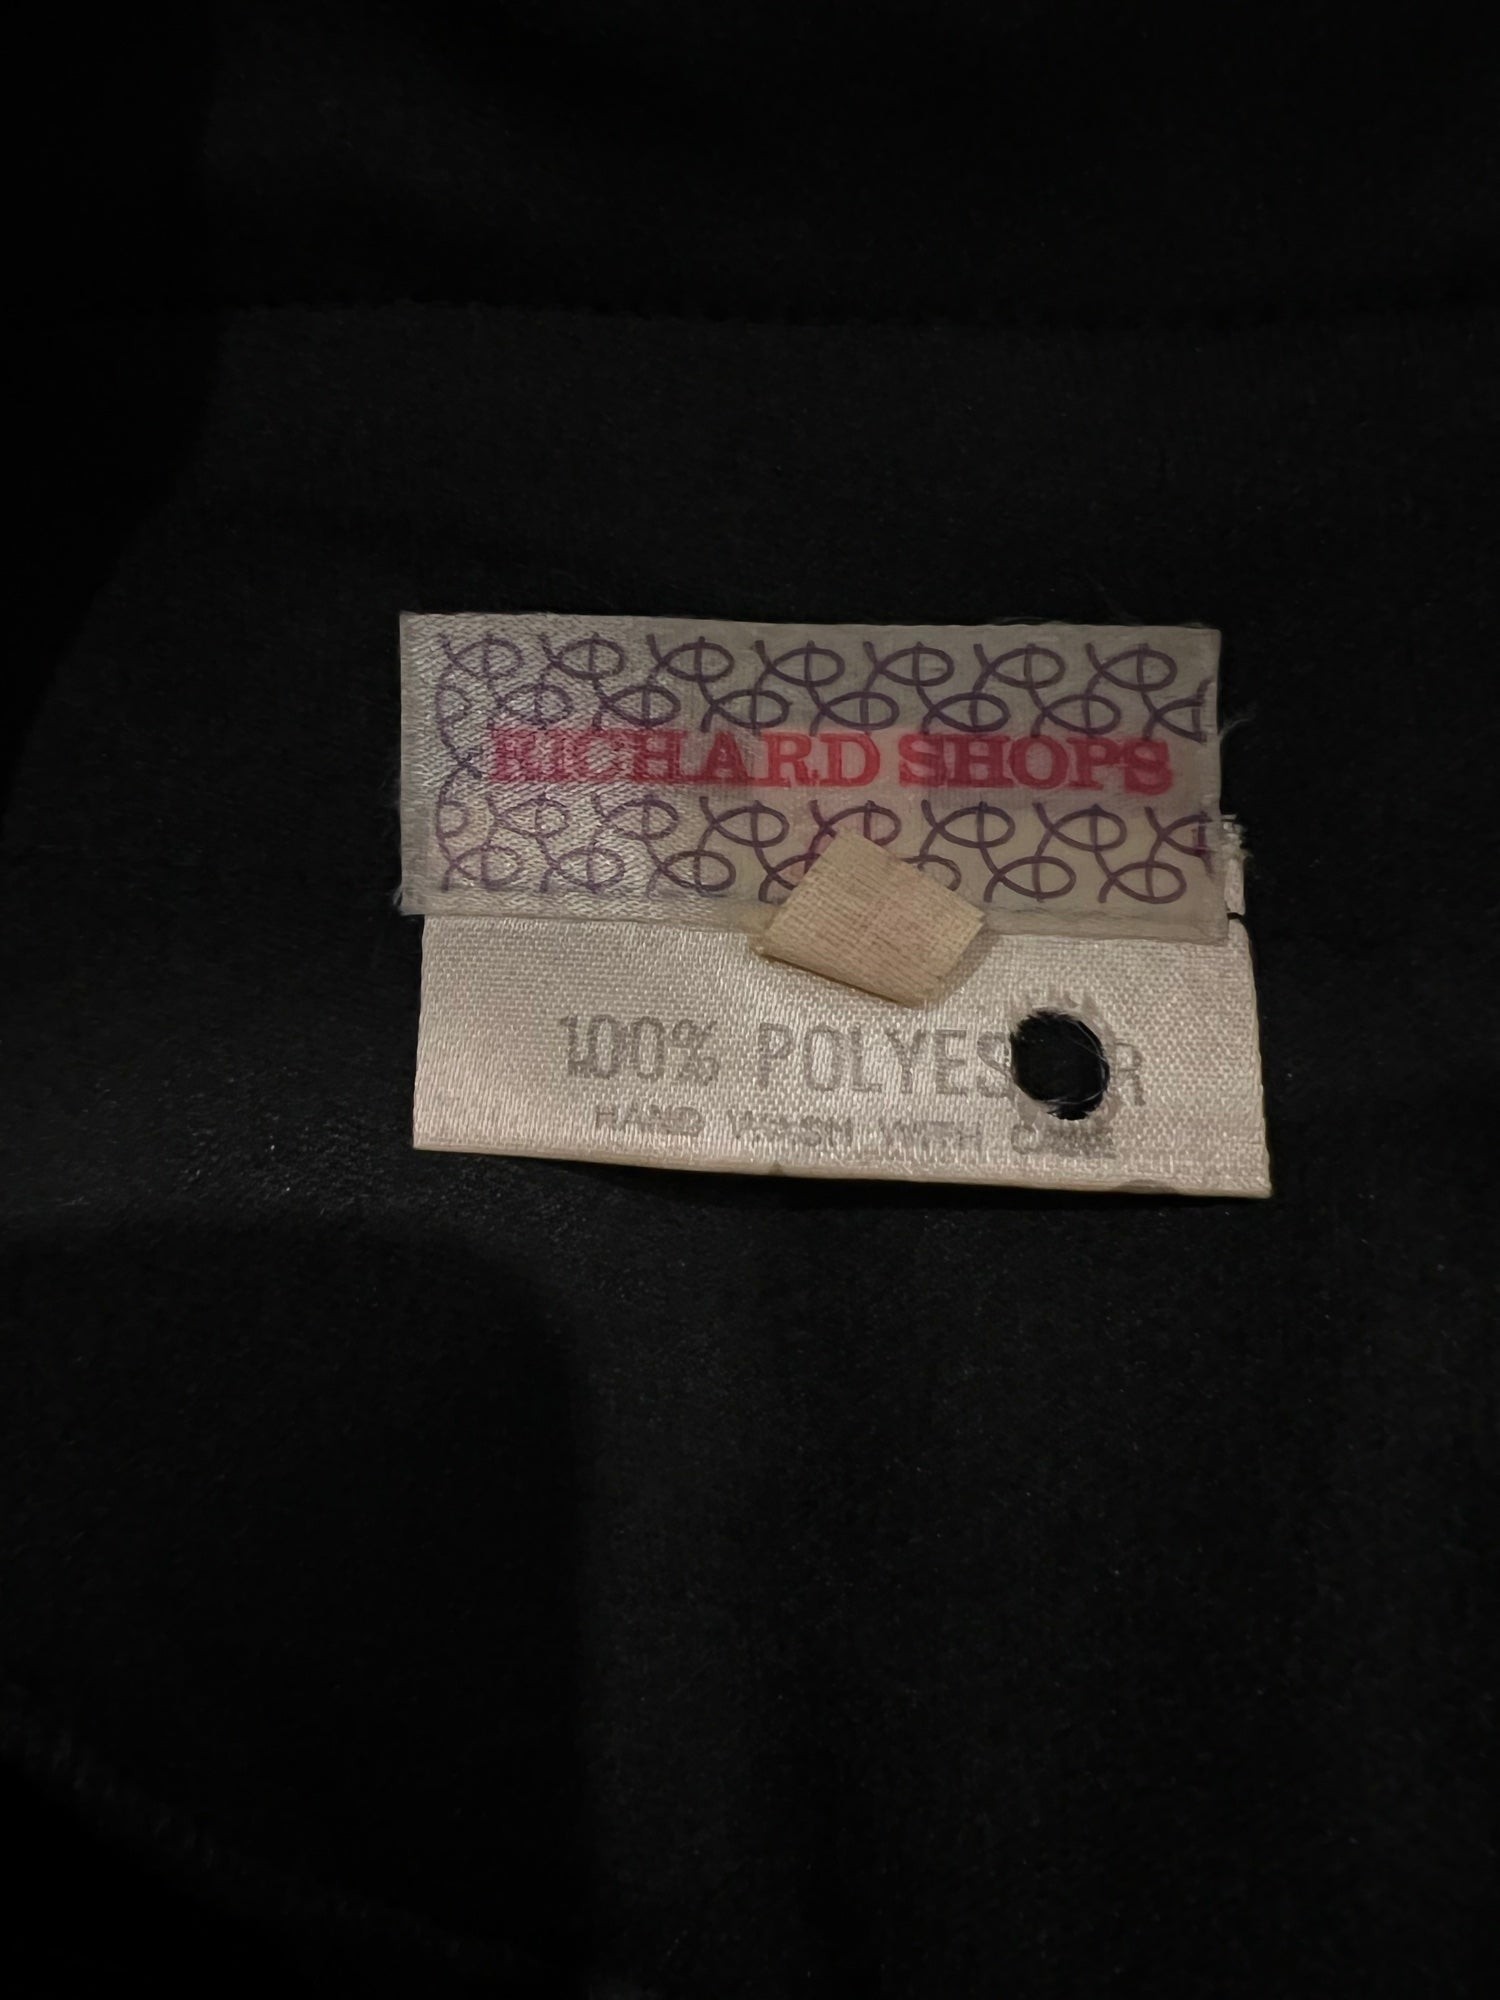 RICHARD SHOPS
100% POLYESTER
HAND WASH WITH CARE